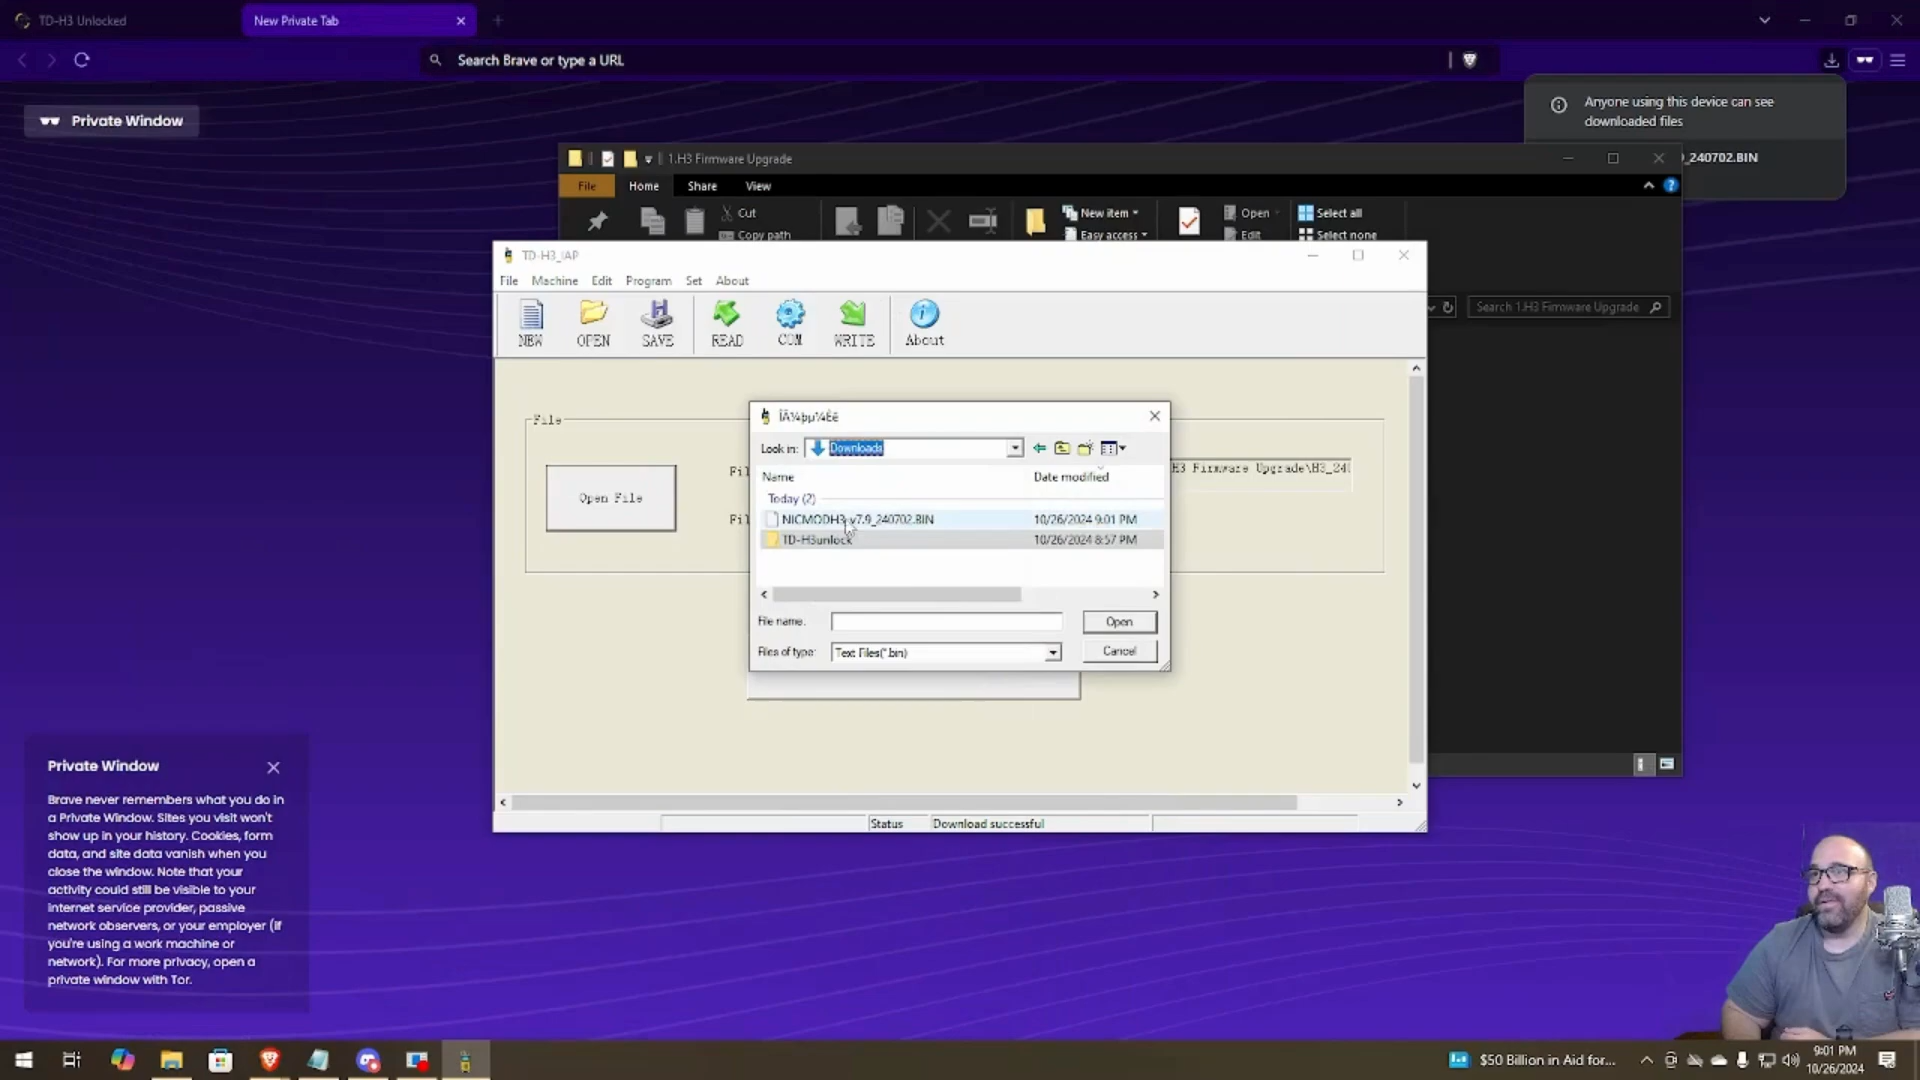 TD-H3 Unlocked
New Private Tab
Search Brave or type a URL
Private Window
Anyone using this device can see
downloaded files
_240702.BIN
1.H3 Firmware Upgrade
File
Home
Share
View
Cut
Copy path
New item
Easy access
Open
Edit
Select all
Select none
TD-H3_IAP
File
Machine
Edit
Program
Set
About
Search 1.H3 Firmware Upgrade
NEW
OPEN
SAVE
READ
COM
WRITE
About
File
ÎÄ¼þµ¼Èë
Look in:
Downloads
H3 Firmware Upgrade\H3_24
Name
Date modified
Open File
Fil
Today (2)
Fil
NICMODH3-v7.9_240702.BIN
10/26/2024 9:01 PM
TD-H3unlock
10/26/2024 8:57 PM
File name:
Open
Files of type:
Text Files(*.bin)
Cancel
Private Window
Brave never remembers what you do in
a Private Window. Sites you visit won't
show up in your history. Cookies, form
data, and site data vanish when you
close the window. Note that your
activity could still be visible to your
internet service provider, passive
network observers, or your employer (if
you're using a work machine or
network). For more privacy, open a
private window with Tor.
Status
Download successful
$50 Billion in Aid for...
9:01 PM
10/26/2024